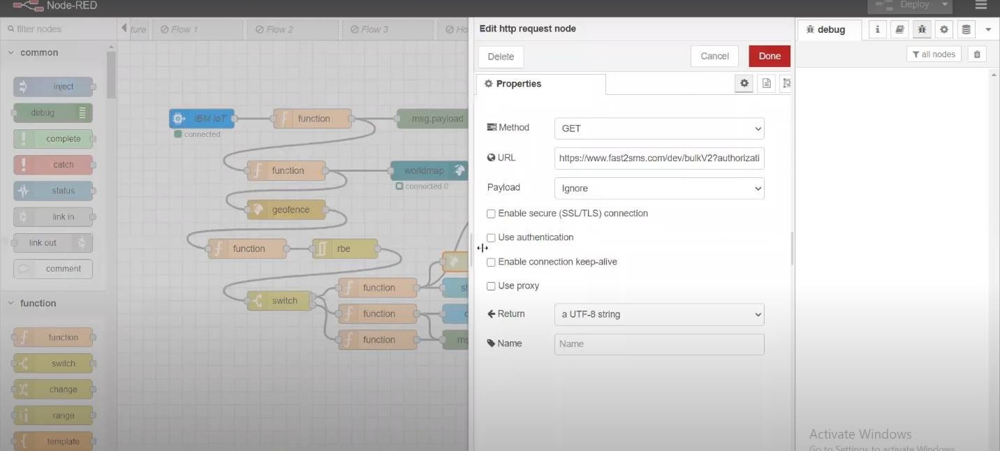 Node-RED
Deploy
filter nodes
ture
Flow 1
Flow 2
Flow 3
Edit http request node
debug
i
common
Delete
Cancel
Done
all nodes
inject
Properties
debug
IBM IoT
function
msg.payload
connected
Method
GET
complete
URL
https://www.fast2sms.com/dev/bulkV2?authorizati
catch
function
worldmap
connected 0
Payload
Ignore
status
geofence
Enable secure (SSL/TLS) connection
link in
Use authentication
link out
function
rbe
Enable connection keep-alive
comment
Use proxy
function
switch
function
function
Return
a UTF-8 string
function
function
Name
Name
switch
change
range
template
Activate Windows
Go to Settings to activate Windows